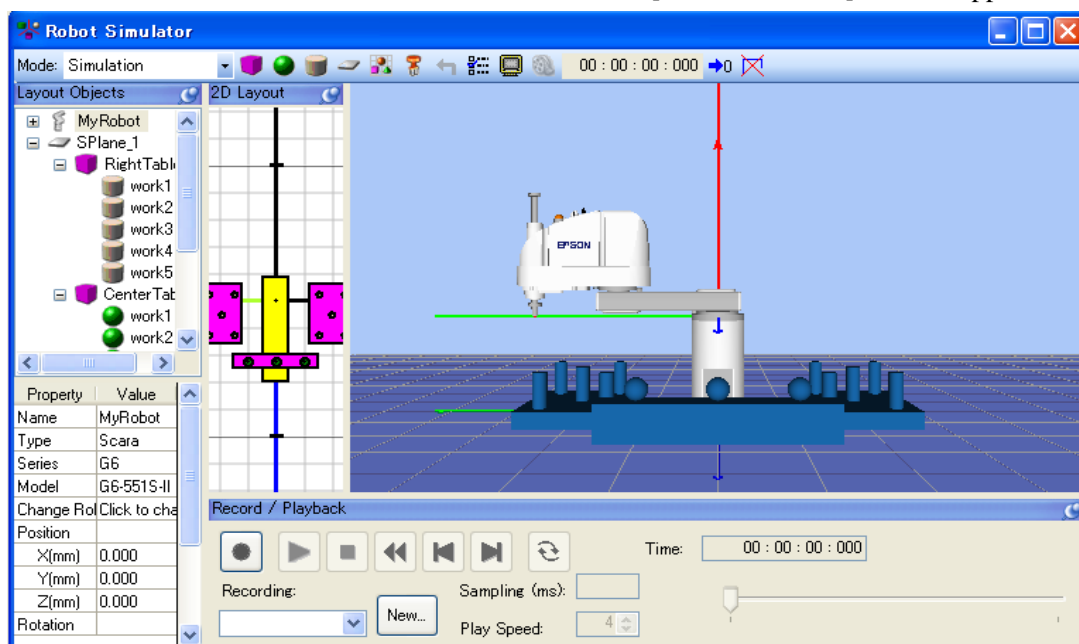 Robot Simulator
Mode: Simulation
00 : 00 : 00 : 000
Layout Objects
2D Layout
MyRobot
SPlane_1
RightTabl
work1
work2
work3
work4
work5
CenterTab
work1
work2
EPSON
Property Value
Name MyRobot
Type Scara
Series G6
Model G6-551S-II
Change Rol Click to cha
Position
X(mm) 0.000
Y(mm) 0.000
Z(mm) 0.000
Rotation
Record / Playback
Time: 00 : 00 : 00 : 000
Recording:
New...
Sampling (ms):
Play Speed: 4